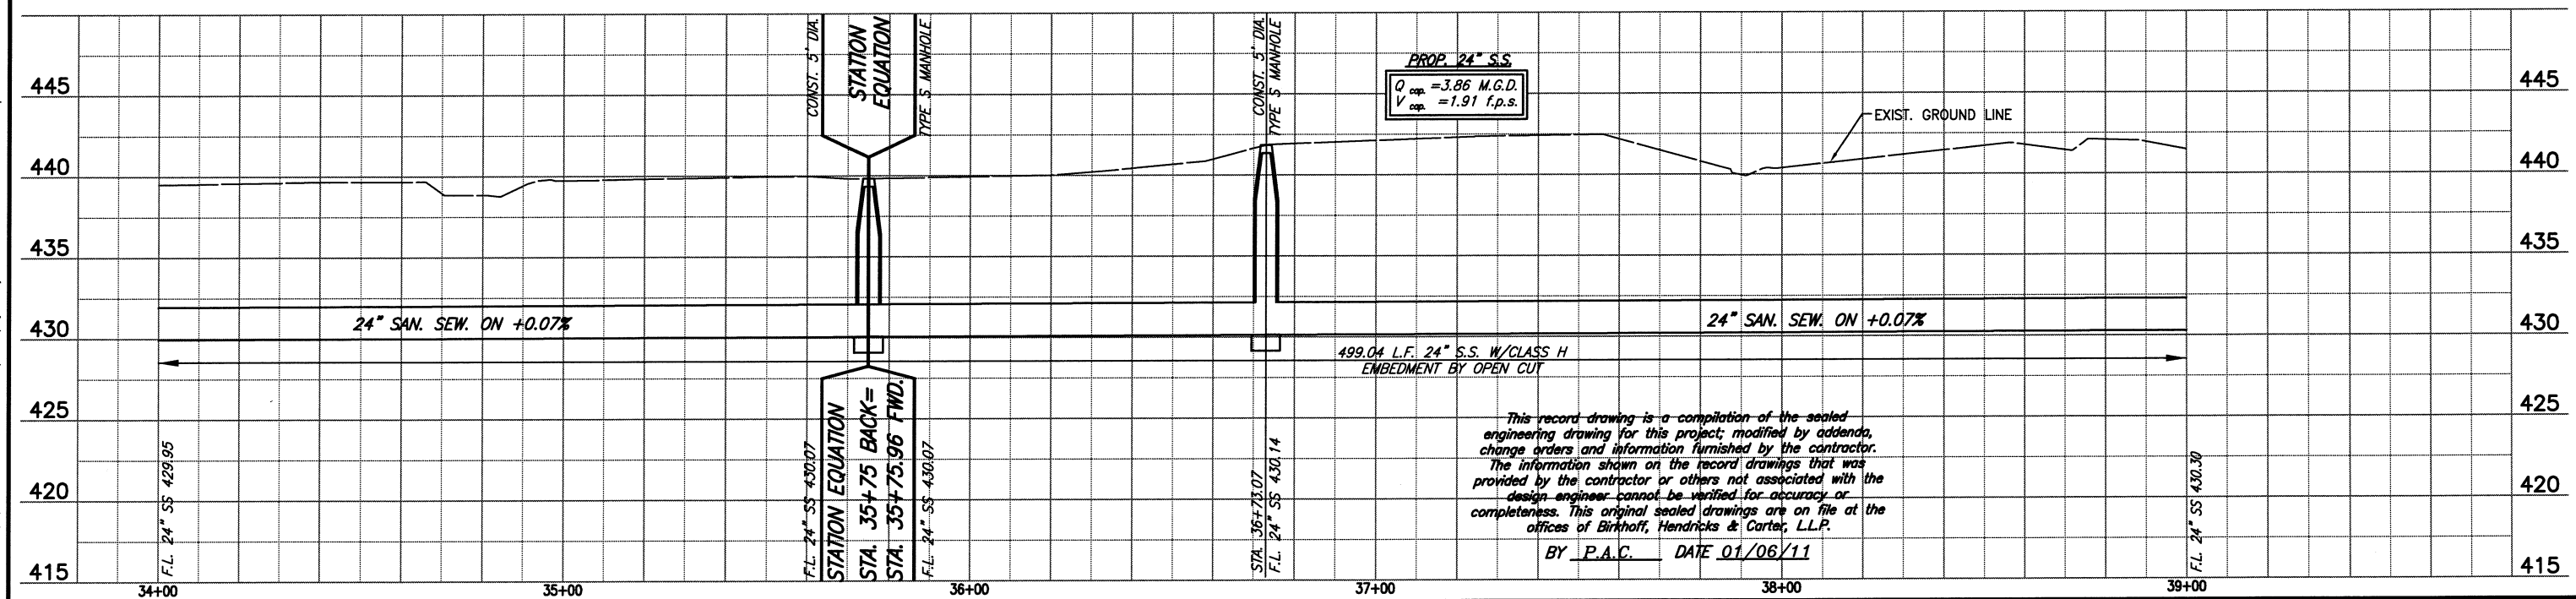 CONST. 5' DIA.
STATION
EQUATION
TYPE S MANHOLE
CONST. 5' DIA.
TYPE S MANHOLE
PROP. 24" S.S.
Q cap. =3.86 M.G.D.
V cap. =1.91 f.p.s.
EXIST. GROUND LINE
445
440
435
430
425
420
415
445
440
435
430
425
420
415
24" SAN. SEW. ON +0.07%
24" SAN. SEW. ON +0.07%
499.04 L.F. 24" S.S. W/CLASS H
EMBEDMENT BY OPEN CUT
F.L. 24" SS 429.95
F.L. 24" SS 430.07
STATION EQUATION
STA. 35+75 BACK=
STA. 35+75.96 FWD.
F.L. 24" SS 430.07
STA. 36+73.07
F.L. 24" SS 430.14
This record drawing is a compilation of the sealed
engineering drawing for this project; modified by addenda,
change orders and information furnished by the contractor.
The information shown on the record drawings that was
provided by the contractor or others not associated with the
design engineer cannot be verified for accuracy or
completeness. This original sealed drawings are on file at the
offices of Birkhoff, Hendricks & Carter, L.L.P.
BY P.A.C. DATE 01/06/11
F.L. 24" SS 430.30
34+00
35+00
36+00
37+00
38+00
39+00